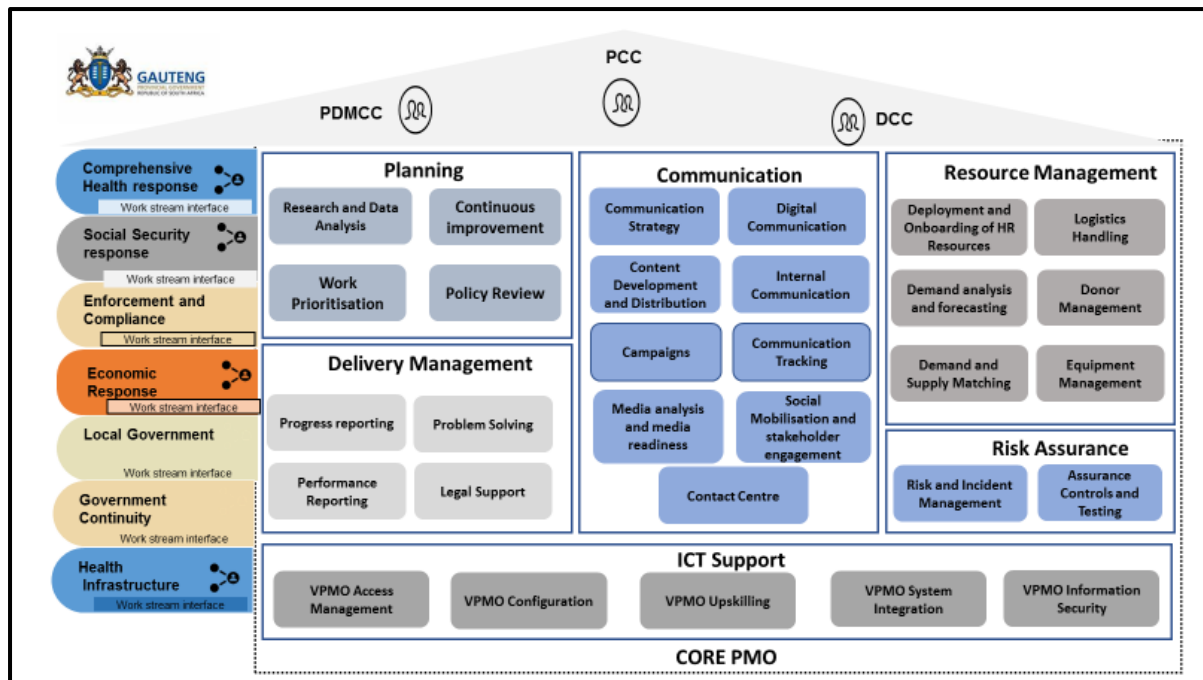 GAUTENG
PROVINCIAL GOVERNMENT
REPUBLIC OF SOUTH AFRICA
PCC
PDMCC
DCC
Comprehensive
Health response
Work stream interface
Social Security
response
Work stream interface
Enforcement and
Compliance
Work stream interface
Economic
Response
Work stream interface
Local Government
Work stream interface
Government
Continuity
Work stream interface
Health
Infrastructure
Work stream interface
Planning
Research and Data
Analysis
Continuous
improvement
Work
Prioritisation
Policy Review
Delivery Management
Progress reporting
Problem Solving
Performance
Reporting
Legal Support
Communication
Communication
Strategy
Digital
Communication
Content
Development
and Distribution
Internal
Communication
Campaigns
Communication
Tracking
Media analysis
and media
readiness
Social
Mobilisation and
stakeholder
engagement
Contact Centre
Resource Management
Deployment and
Onboarding of HR
Resources
Logistics
Handling
Demand analysis
and forecasting
Donor
Management
Demand and
Supply Matching
Equipment
Management
Risk Assurance
Risk and Incident
Management
Assurance
Controls and
Testing
ICT Support
VPMO Access
Management
VPMO Configuration
VPMO Upskilling
VPMO System
Integration
VPMO Information
Security
CORE PMO